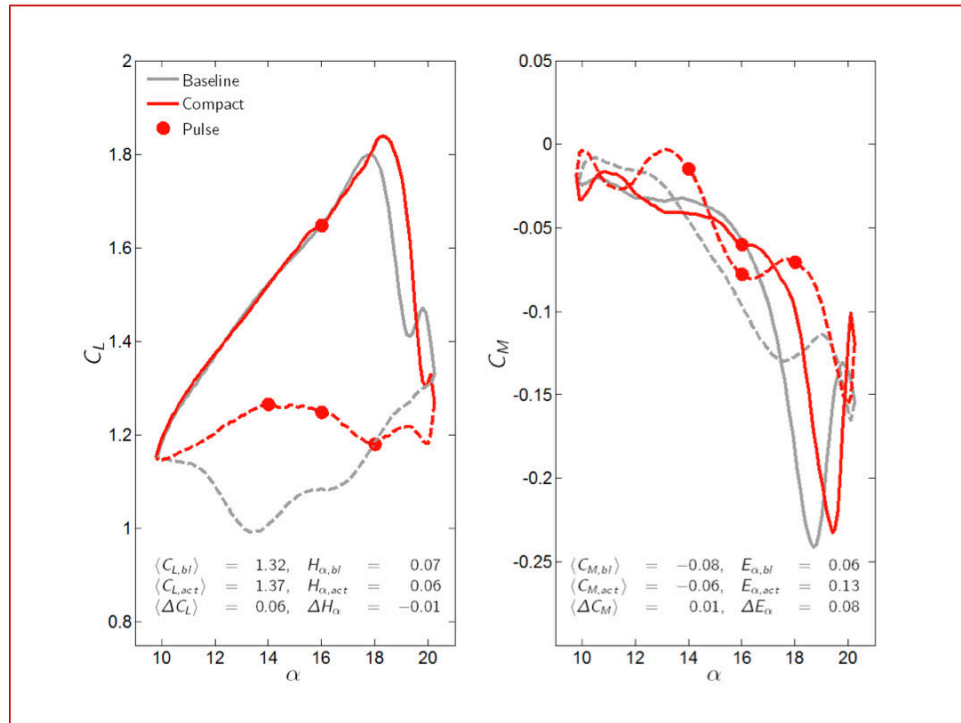 2
1.8
1.6
1.4
1.2
1
0.8
C_L
Baseline
Compact
Pulse
⟨C_{L,bl}⟩ = 1.32, H_{α,bl} = 0.07
⟨C_{L,act}⟩ = 1.37, H_{α,act} = 0.06
⟨ΔC_L⟩ = 0.06, ΔH_α = −0.01
10 12 14 16 18 20
α
0.05
0
-0.05
-0.1
-0.15
-0.2
-0.25
C_M
⟨C_{M,bl}⟩ = −0.08, E_{α,bl} = 0.06
⟨C_{M,act}⟩ = −0.06, E_{α,act} = 0.13
⟨ΔC_M⟩ = 0.01, ΔE_α = 0.08
10 12 14 16 18 20
α